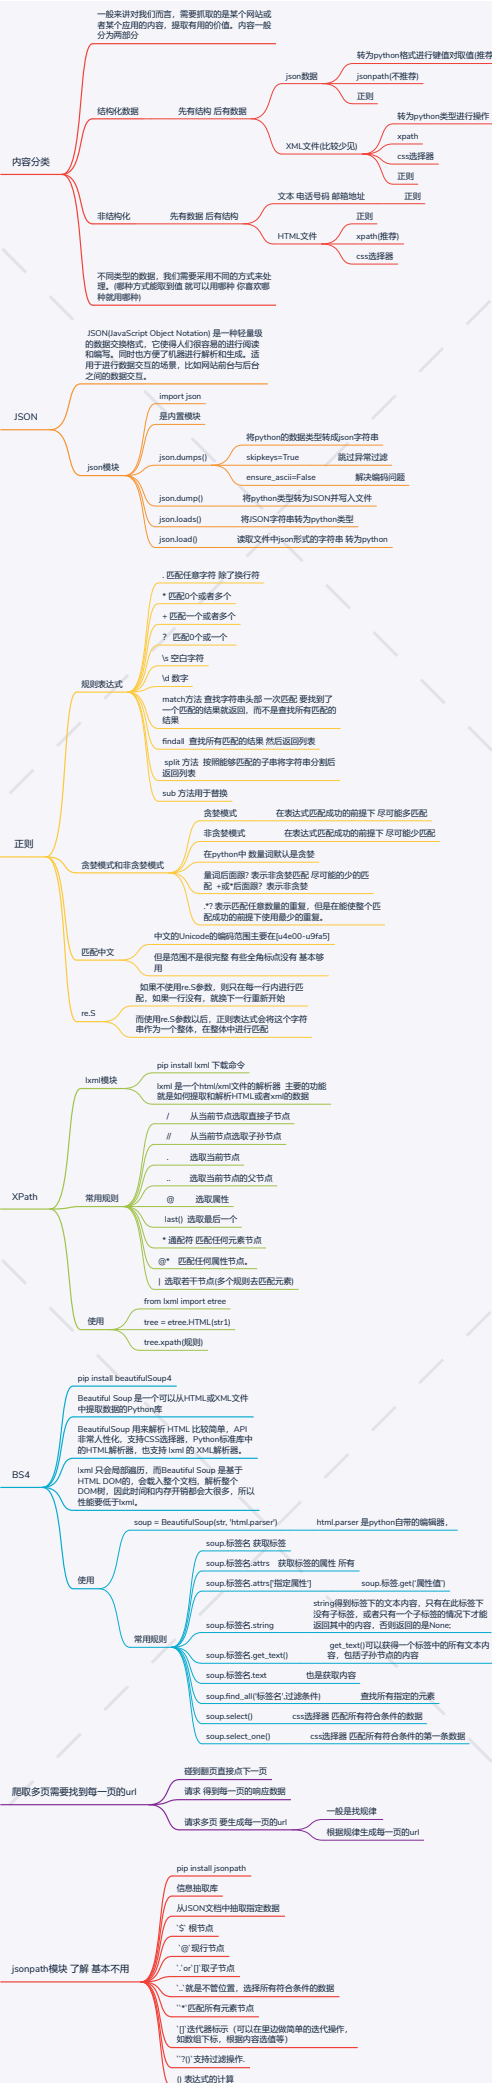 一般来讲对我们而言，需要抓取的是某个网站或
者某个应用的内容，提取有用的价值。内容一般
分为两部分
内容分类
结构化数据
先有结构 后有数据
json数据
转为python格式进行键值对取值(推荐
jsonpath(不推荐)
正则
XML文件(比较少见)
转为python类型进行操作
xpath
css选择器
正则
非结构化
先有数据 后有结构
文本 电话号码 邮箱地址
正则
HTML文件
正则
xpath(推荐)
css选择器
不同类型的数据，我们需要采用不同的方式来处
理。(哪种方式能取到值 就可以用哪种 你喜欢哪
种就用哪种)
JSON
JSON(JavaScript Object Notation) 是一种轻量级
的数据交换格式，它使得人们很容易的进行阅读
和编写。同时也方便了机器进行解析和生成。适
用于进行数据交互的场景，比如网站前台与后台
之间的数据交互。
json模块
import json
是内置模块
json.dumps()
将python的数据类型转成json字符串
skipkeys=True
跳过异常过滤
ensure_ascii=False
解决编码问题
json.dump()
将python类型转为JSON并写入文件
json.loads()
将JSON字符串转为python类型
json.load()
读取文件中json形式的字符串 转为python
正则
规则表达式
. 匹配任意字符 除了换行符
* 匹配0个或者多个
+ 匹配一个或者多个
? 匹配0个或一个
\s 空白字符
\d 数字
match方法 查找字符串头部 一次匹配 要找到了
一个匹配的结果就返回，而不是查找所有匹配的
结果
findall 查找所有匹配的结果 然后返回列表
split 方法 按照能够匹配的子串将字符串分割后
返回列表
sub 方法用于替换
贪婪模式和非贪婪模式
贪婪模式
在表达式匹配成功的前提下 尽可能多匹配
非贪婪模式
在表达式匹配成功的前提下 尽可能少匹配
在python中 数量词默认是贪婪
量词后面跟? 表示非贪婪匹配 尽可能的少的匹
配 +或*后面跟? 表示非贪婪
.*? 表示匹配任意数量的重复，但是在能使整个匹
配成功的前提下使用最少的重复。
匹配中文
中文的Unicode的编码范围主要在[u4e00-u9fa5]
但是范围不是很完整 有些全角标点没有 基本够
用
re.S
如果不使用re.S参数，则只在每一行内进行匹
配，如果一行没有，就换下一行重新开始
而使用re.S参数以后，正则表达式会将这个字符
串作为一个整体，在整体中进行匹配
XPath
lxml模块
pip install lxml 下载命令
lxml 是一个html/xml文件的解析器 主要的功能
就是如何提取和解析HTML或者xml的数据
常用规则
/ 从当前节点选取直接子节点
// 从当前节点选取子孙节点
. 选取当前节点
.. 选取当前节点的父节点
@ 选取属性
last() 选取最后一个
* 通配符 匹配任何元素节点
@* 匹配任何属性节点。
| 选取若干节点(多个规则去匹配元素)
使用
from lxml import etree
tree = etree.HTML(str1)
tree.xpath(规则)
BS4
pip install beautifulSoup4
Beautiful Soup 是一个可以从HTML或XML文件
中提取数据的Python库
BeautifulSoup 用来解析 HTML 比较简单，API
非常人性化，支持CSS选择器，Python标准库中
的HTML解析器，也支持 lxml 的 XML解析器。
lxml 只会局部遍历，而Beautiful Soup 是基于
HTML DOM的，会载入整个文档，解析整个
DOM树，因此时间和内存开销都会大很多，所以
性能要低于lxml。
使用
soup = BeautifulSoup(str, 'html.parser')
html.parser 是python自带的编辑器，
常用规则
soup.标签名 获取标签
soup.标签名.attrs 获取标签的属性 所有
soup.标签名.attrs['指定属性']
soup.标签.get('属性值')
soup.标签名.string
string得到标签下的文本内容，只有在此标签下
没有子标签，或者只有一个子标签的情况下才能
返回其中的内容，否则返回的是None;
soup.标签名.get_text()
get_text()可以获得一个标签中的所有文本内
容，包括子孙节点的内容
soup.标签名.text
也是获取内容
soup.find_all('标签名'.过滤条件)
查找所有指定的元素
soup.select()
css选择器 匹配所有符合条件的数据
soup.select_one()
css选择器 匹配所有符合条件的第一条数据
爬取多页需要找到每一页的url
碰到翻页直接点下一页
请求 得到每一页的响应数据
请求多页 要生成每一页的url
一般是找规律
根据规律生成每一页的url
jsonpath模块 了解 基本不用
pip install jsonpath
信息抽取库
从JSON文档中抽取指定数据
`$` 根节点
`@`现行节点
`.`or`[]`取子节点
`..`就是不管位置，选择所有符合条件的数据
`*`匹配所有元素节点
`[]`迭代器标示（可以在里边做简单的迭代操作，
如数组下标，根据内容选值等）
`?()`支持过滤操作.
() 表达式的计算